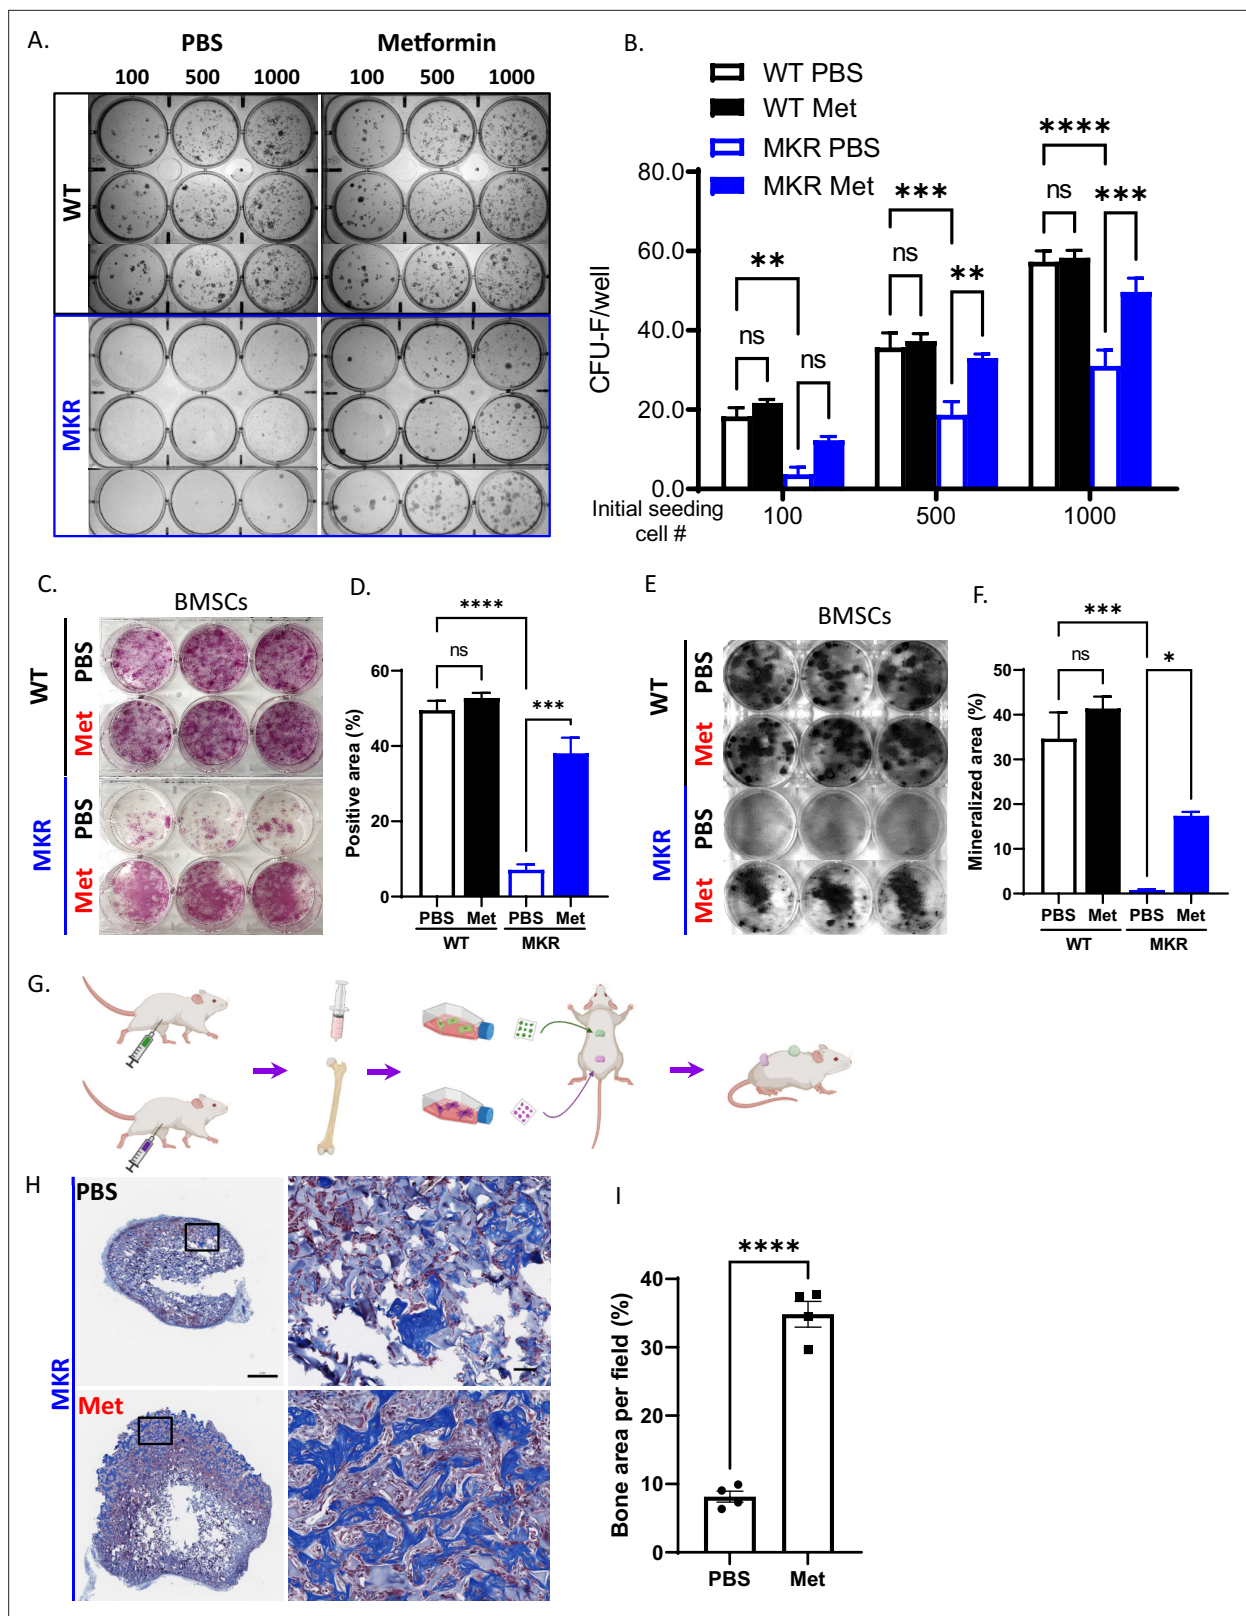 A.
PBS
Metformin
100 500 1000 100 500 1000
WT
MKR
B.
WT PBS
WT Met
MKR PBS
MKR Met
CFU-F/well
80.0
60.0
40.0
20.0
0.0
** ns ns
*** ns **
**** ns ***
Initial seeding
cell #
100 500 1000
C.
BMSCs
WT
PBS
Met
MKR
PBS
Met
D.
****
ns
***
Positive area (%)
60
40
20
0
PBS Met PBS Met
WT MKR
E
BMSCs
WT
PBS
Met
MKR
PBS
Met
F.
***
ns
*
Mineralized area (%)
50
40
30
20
10
0
PBS Met PBS Met
WT MKR
G.
H
MKR
PBS
Met
I
****
Bone area per field (%)
40
30
20
10
0
PBS Met